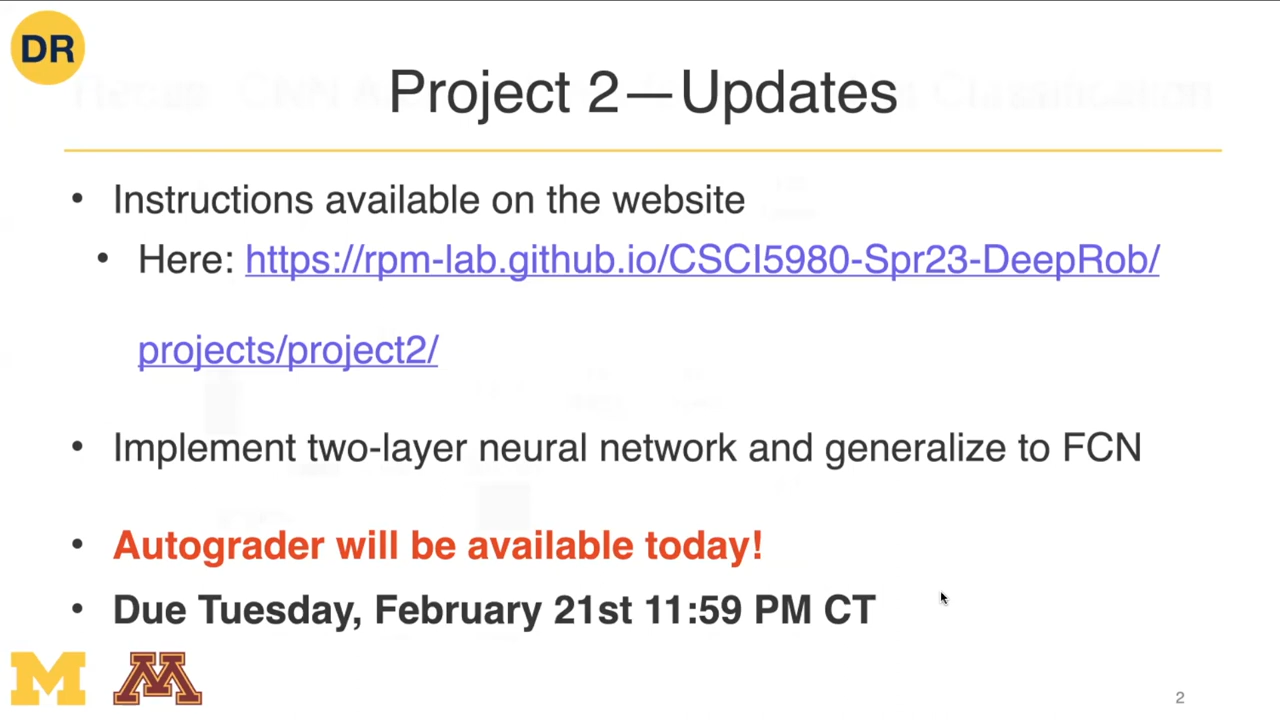 DR
Project 2—Updates
• Instructions available on the website
• Here: https://rpm-lab.github.io/CSCI5980-Spr23-DeepRob/
projects/project2/
• Implement two-layer neural network and generalize to FCN
• Autograder will be available today!
• Due Tuesday, February 21st 11:59 PM CT
M M
2